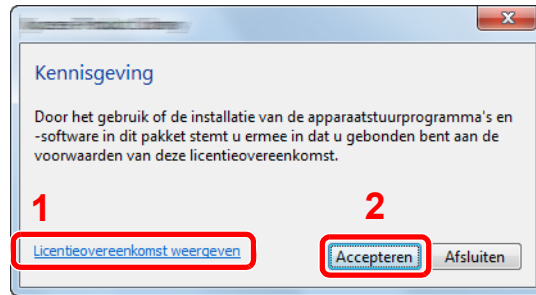 Kennisgeving
Door het gebruik of de installatie van de apparaatstuurprogramma's en
-software in dit pakket stemt u ermee in dat u gebonden bent aan de
voorwaarden van deze licentieovereenkomst.
1
2
Licentieovereenkomst weergeven
Accepteren
Afsluiten